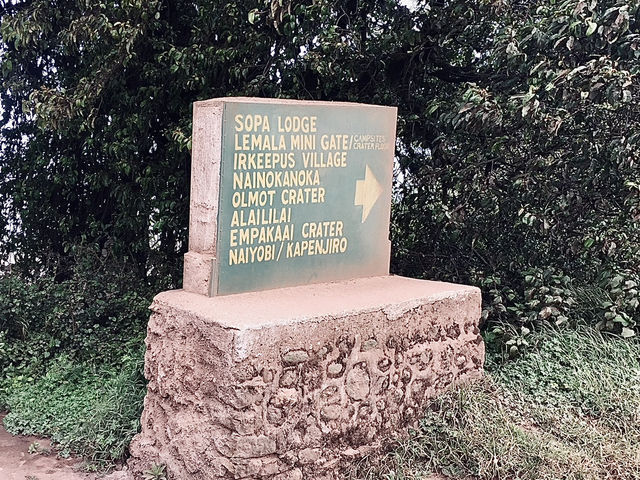 SOPA LODGE
LEMALA MINI GATE/CAMPSITES
CRATER FLOOR
IRKEEPUS VILLAGE
NAINOKANOKA
OLMOT CRATER
ALAILILAI
EMPAKAAI CRATER
NAIYOBI/KAPENJIRO